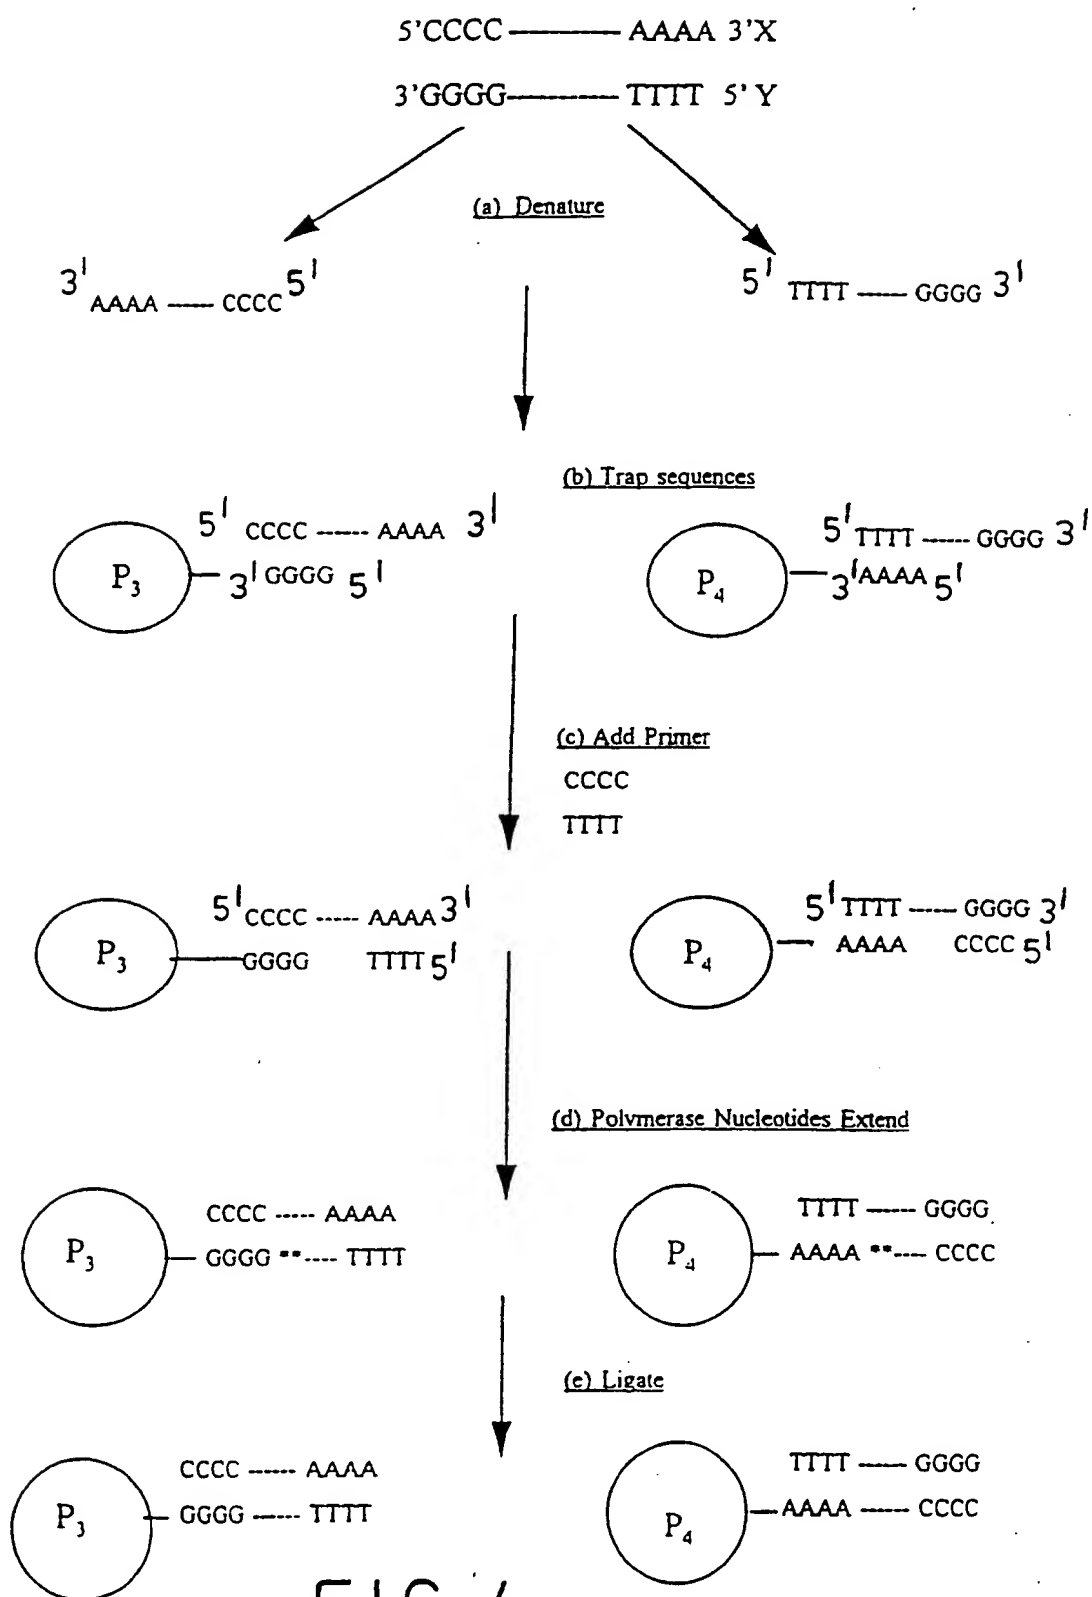 5'CCCC ———— AAAA 3'X
3'GGGG ———— TTTT 5' Y
(a) Denature
3' AAAA — CCCC 5'
5' TTTT — GGGG 3'
(b) Trap sequences
5' CCCC ------ AAAA 3'
P3 3' GGGG 5'
5' TTTT ------ GGGG 3'
P4 3' AAAA 5'
(c) Add Primer
CCCC
TTTT
5' CCCC ----- AAAA 3'
P3 GGGG TTTT 5'
5' TTTT ------ GGGG 3'
P4 AAAA CCCC 5'
(d) Polymerase Nucleotides Extend
CCCC ----- AAAA
P3 GGGG **---- TTTT
TTTT ------ GGGG
P4 AAAA **---- CCCC
(e) Ligate
CCCC ------ AAAA
P3 GGGG ------ TTTT
TTTT —— GGGG
P4 AAAA —— CCCC